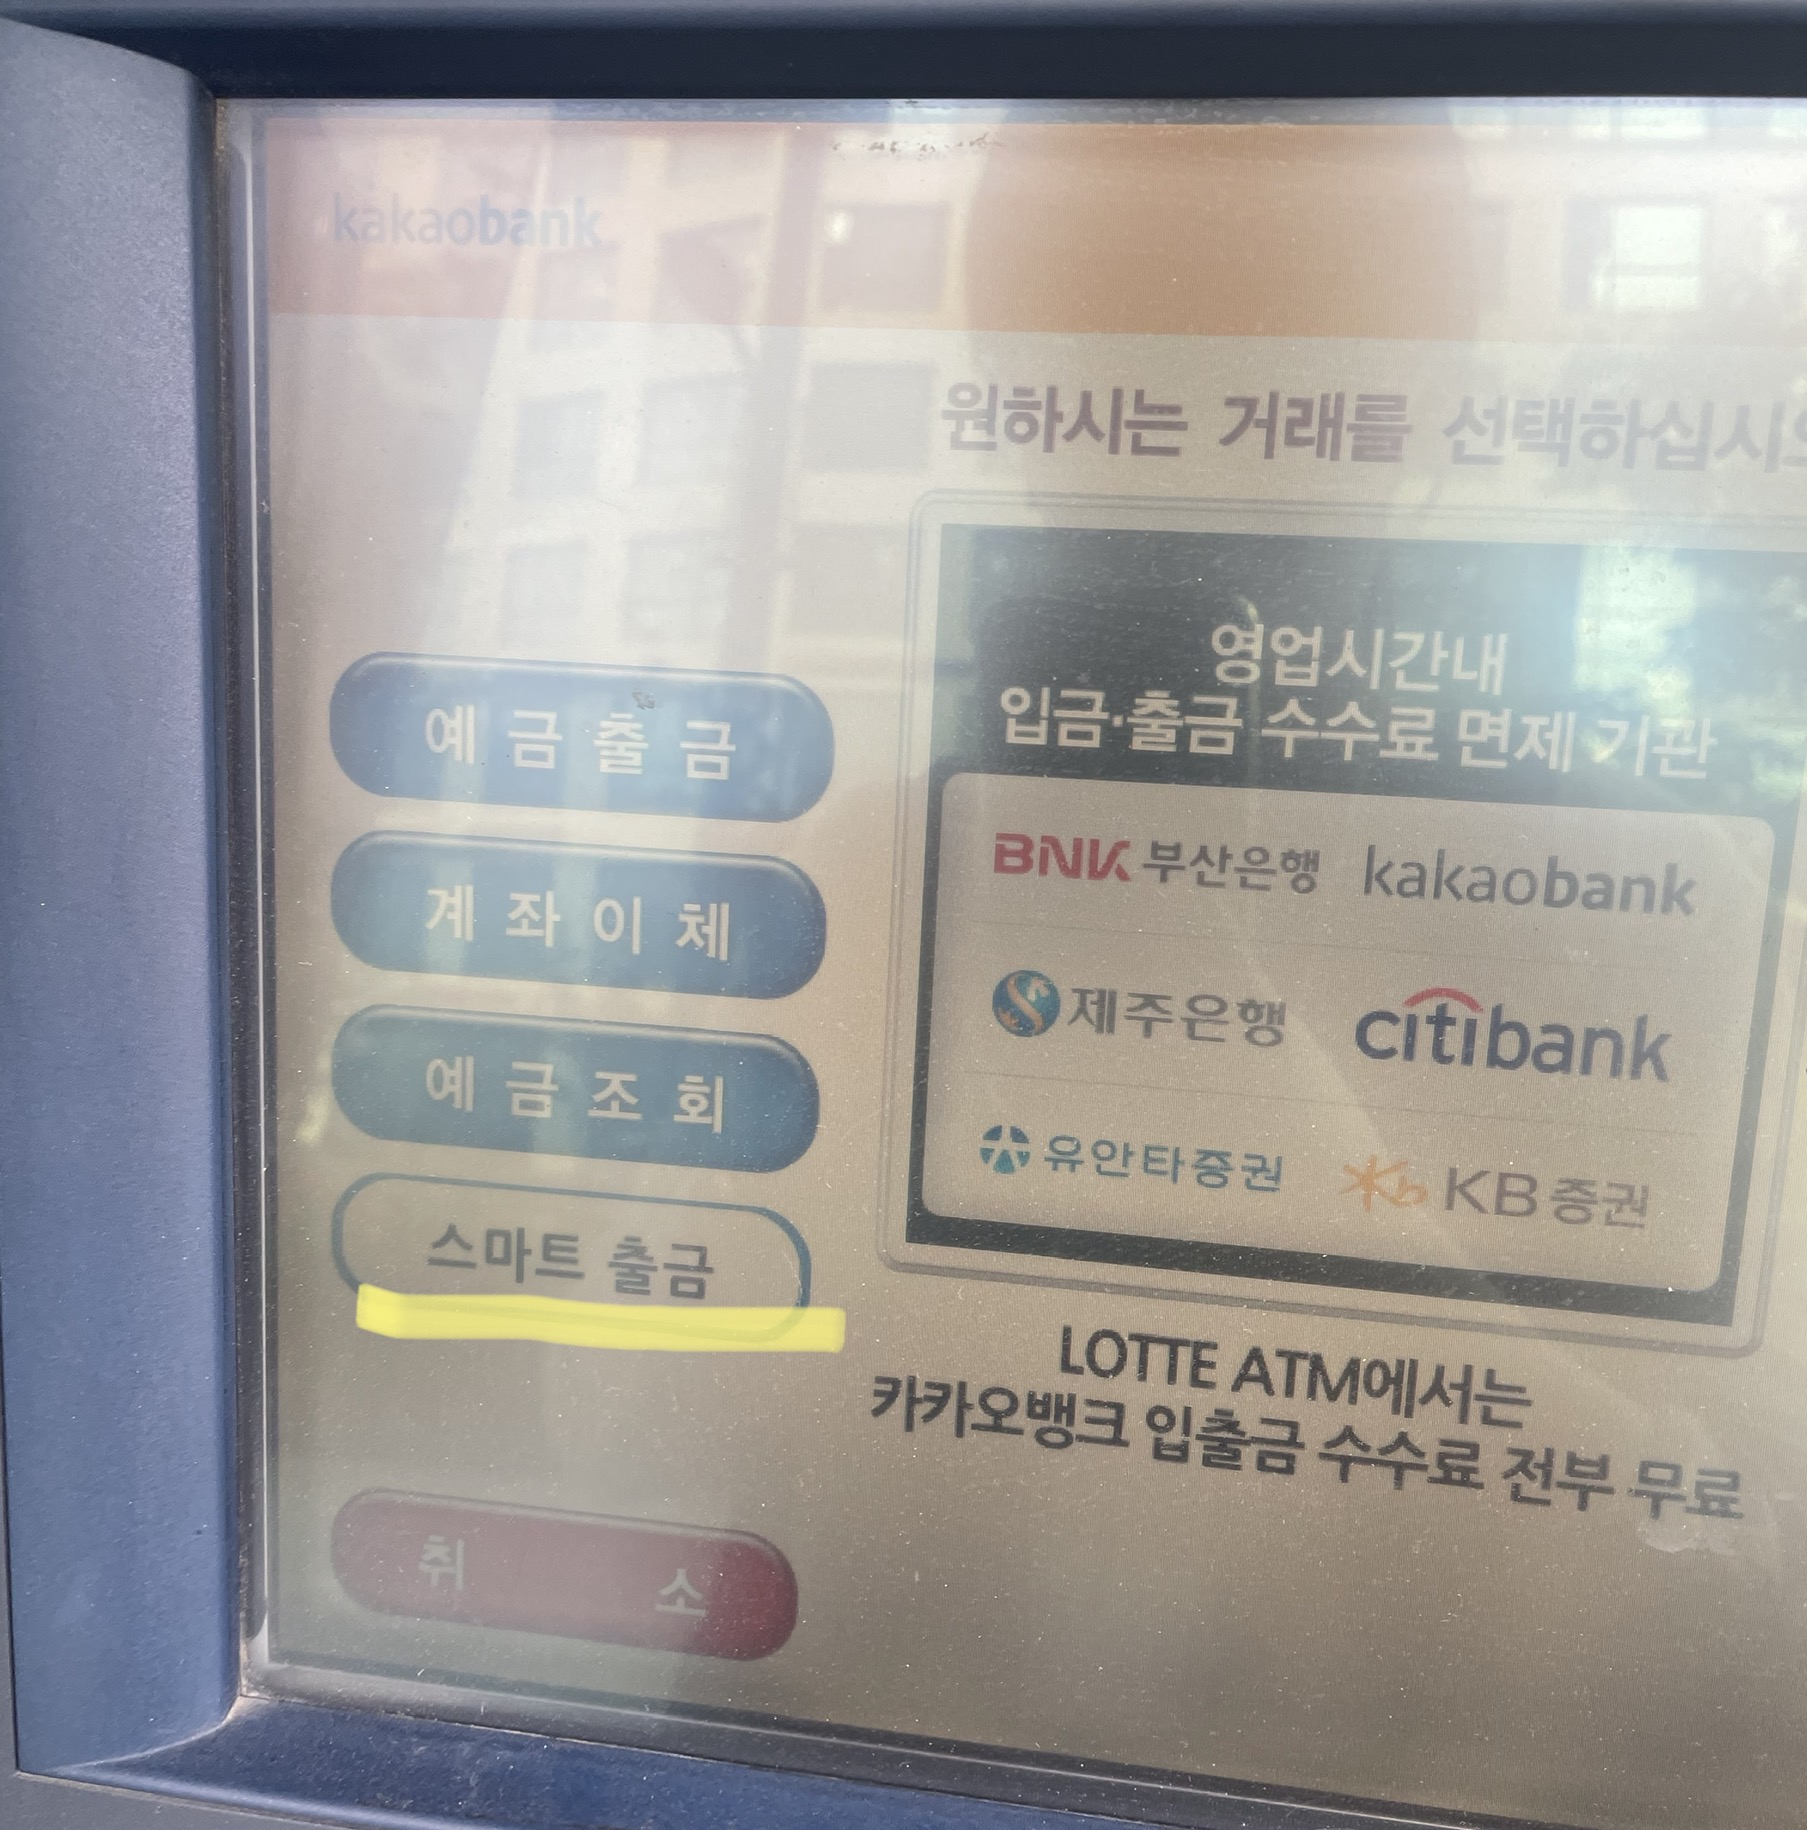 kakaobank
원하시는 거래를 선택하십시오
예금출금
계좌이체
예금조회
스마트 출금
취소
영업시간내
입금·출금 수수료 면제 기관
BNK 부산은행 kakaobank
제주은행 citibank
유안타증권 KB 증권
LOTTE ATM에서는
카카오뱅크 입출금 수수료 전부 무료